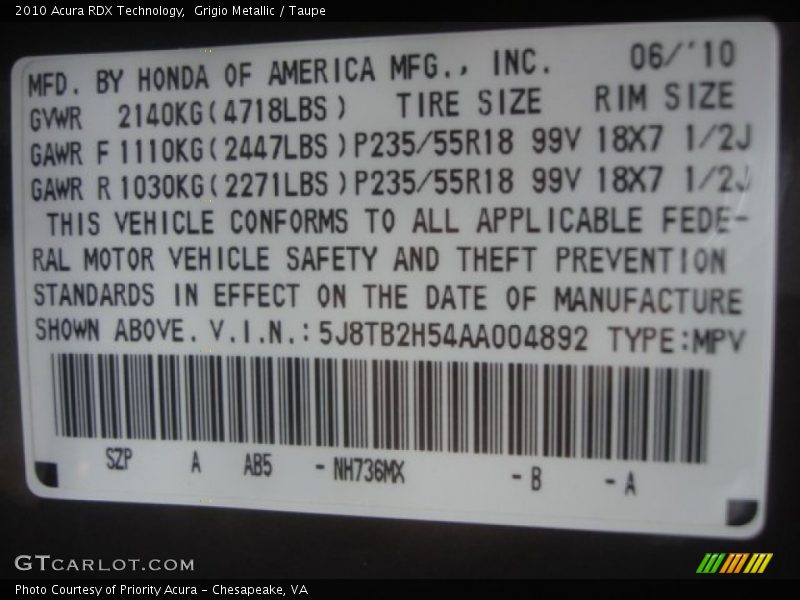 2010 Acura RDX Technology,  Grigio Metallic / Taupe
MFD. BY HONDA OF AMERICA MFG., INC. 06/'10
GVWR 2140KG(4718LBS) TIRE SIZE RIM SIZE
GAWR F 1110KG(2447LBS)P235/55R18 99V 18X7 1/2J
GAWR R 1030KG(2271LBS)P235/55R18 99V 18X7 1/2J
THIS VEHICLE CONFORMS TO ALL APPLICABLE FEDE-
RAL MOTOR VEHICLE SAFETY AND THEFT PREVENTION
STANDARDS IN EFFECT ON THE DATE OF MANUFACTURE
SHOWN ABOVE. V.I.N.: 5J8TB2H54AA004892 TYPE:MPV
SZP A AB5 -NH736MX -B -A
GTCARLOT.COM
Photo Courtesy of Priority Acura - Chesapeake, VA